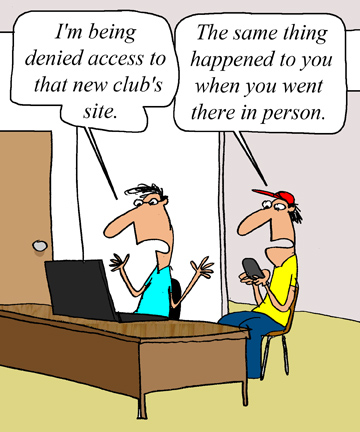 I'm being
denied access to
that new club's
site.
The same thing
happened to you
when you went
there in person.